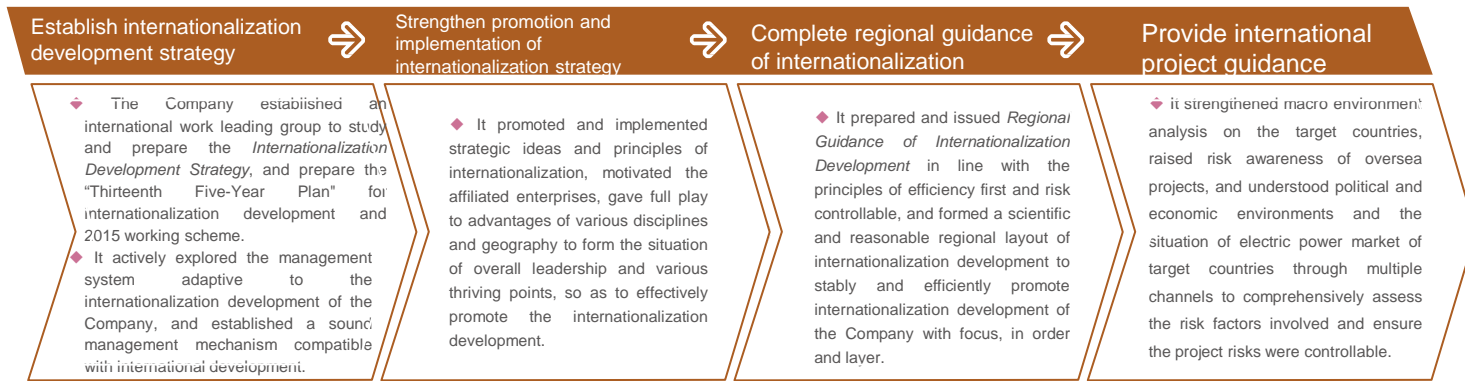 Establish internationalization
development strategy
Strengthen promotion and
implementation of
internationalization strategy
Complete regional guidance
of internationalization
Provide international
project guidance
The Company established an
international work leading group to study
and prepare the Internationalization
Development Strategy, and prepare the
“Thirteenth Five-Year Plan" for
internationalization development and
2015 working scheme.
It actively explored the management
system adaptive to the
internationalization development of the
Company, and established a sound
management mechanism compatible
with international development.
It promoted and implemented
strategic ideas and principles of
internationalization, motivated the
affiliated enterprises, gave full play
to advantages of various disciplines
and geography to form the situation
of overall leadership and various
thriving points, so as to effectively
promote the internationalization
development.
It prepared and issued Regional
Guidance of Internationalization
Development in line with the
principles of efficiency first and risk
controllable, and formed a scientific
and reasonable regional layout of
internationalization development to
stably and efficiently promote
internationalization development of
the Company with focus, in order
and layer.
It strengthened macro environment
analysis on the target countries,
raised risk awareness of oversea
projects, and understood political and
economic environments and the
situation of electric power market of
target countries through multiple
channels to comprehensively assess
the risk factors involved and ensure
the project risks were controllable.